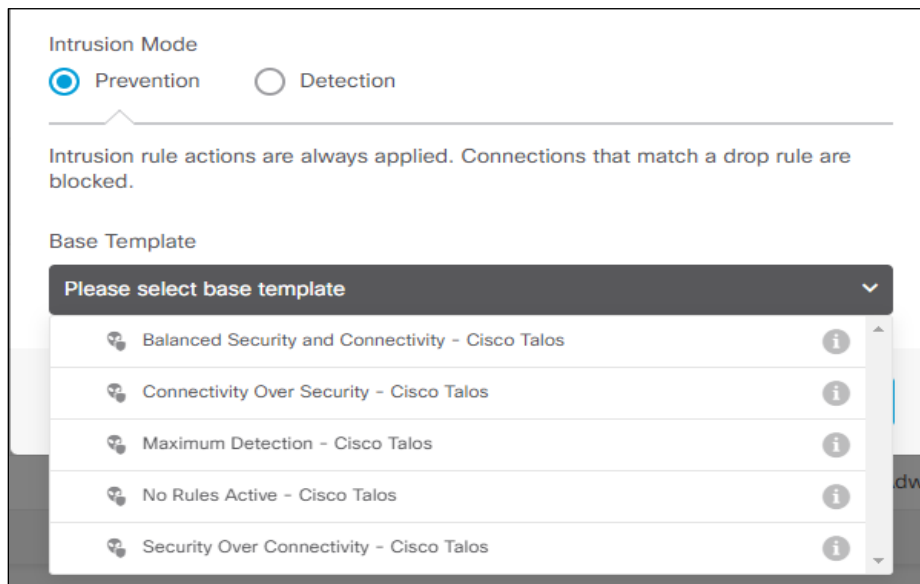 Intrusion Mode
Prevention
Detection
Intrusion rule actions are always applied. Connections that match a drop rule are
blocked.
Base Template
Please select base template
Balanced Security and Connectivity - Cisco Talos
Connectivity Over Security - Cisco Talos
Maximum Detection - Cisco Talos
No Rules Active - Cisco Talos
Security Over Connectivity - Cisco Talos